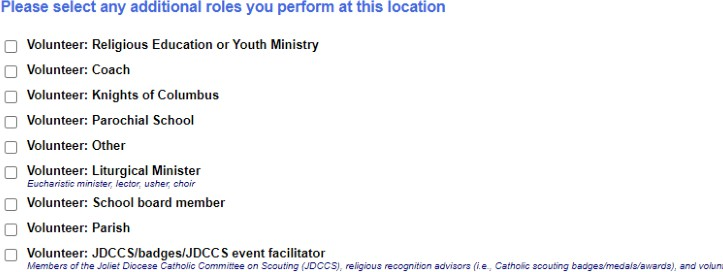 Please select any additional roles you perform at this location
Volunteer: Religious Education or Youth Ministry
Volunteer: Coach
Volunteer: Knights of Columbus
Volunteer: Parochial School
Volunteer: Other
Volunteer: Liturgical Minister
Eucharistic minister, lector, usher, choir
Volunteer: School board member
Volunteer: Parish
Volunteer: JDCCS/badges/JDCCS event facilitator
Members of the Joliet Diocese Catholic Committee on Scouting (JDCCS), religious recognition advisors (i.e., Catholic scouting badges/medals/awards), and volun